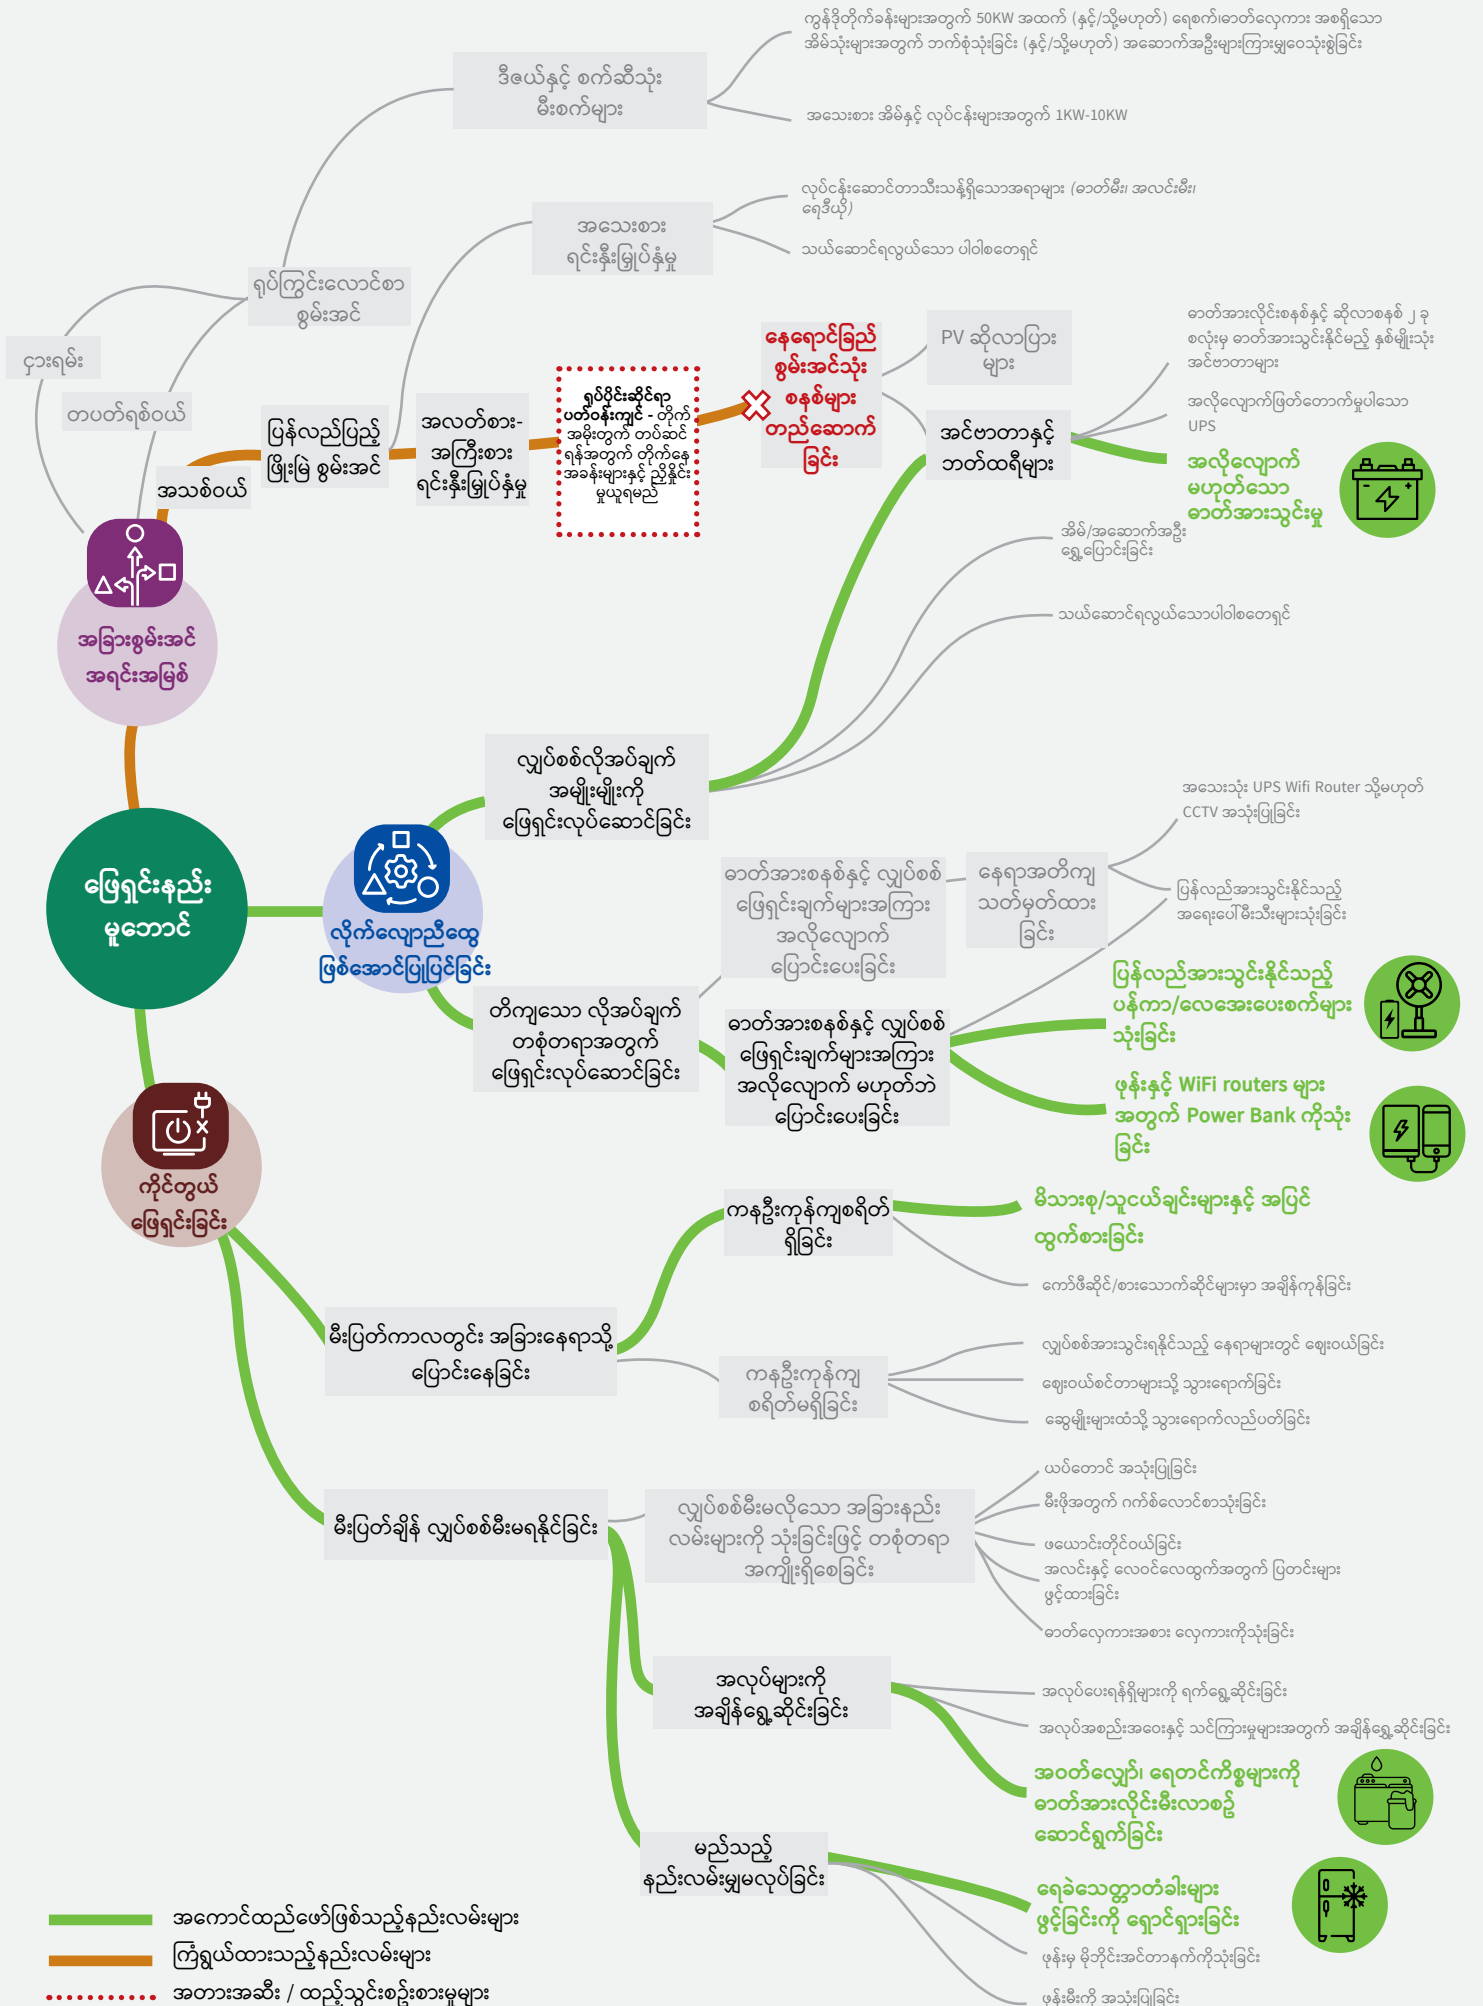 ကွန်ဒိုတိုက်ခန်းများအတွက် 50KW အထက် (နှင့်/သို့မဟုတ်) ရေစက်၊ဓာတ်လှေကား အစရှိသော
အိမ်သုံးများအတွက် ဘက်စုံသုံးခြင်း (နှင့်/သို့မဟုတ်) အဆောက်အဦးများကြားမျှဝေသုံးစွဲခြင်း
ဒီဇယ်နှင့် စက်ဆီသုံး
မီးစက်များ
အသေးစား အိမ်နှင့် လုပ်ငန်းများအတွက် 1KW-10KW
လုပ်ငန်းဆောင်တာသီးသန့်ရှိသောအရာများ (ဓာတ်မီး၊ အလင်းမီး၊
ရေဒီယို)
အသေးစား
ရင်းနှီးမြှုပ်နှံမှု
သယ်ဆောင်ရလွယ်သော ပါဝါစတေရှင်
ရုပ်ကြွင်းလောင်စာ
စွမ်းအင်
ငှားရမ်း
တပတ်ရစ်ဝယ်
အသစ်ဝယ်
ပြန်လည်ပြည့်
ဖြိုးမြဲ စွမ်းအင်
အလတ်စား-
အကြီးစား
ရင်းနှီးမြှုပ်နှံမှု
ရုပ်ပိုင်းဆိုင်ရာ
ပတ်ဝန်းကျင် - တိုက်
အမိုးတွက် တပ်ဆင်
ရန်အတွက် တိုက်နေ
အခန်းများနှင့် ညှိနှိုင်း
မှုယူရမည်
နေရောင်ခြည်
စွမ်းအင်သုံး
စနစ်များ
တည်ဆောက်
ခြင်း
PV ဆိုလာပြား
များ
အင်ဗာတာနှင့်
ဘတ်ထရီများ
ဓာတ်အားလိုင်းစနစ်နှင့် ဆိုလာစနစ် ၂ ခု
စလုံးမှ ဓာတ်အားသွင်းနိုင်မည့် နှစ်မျိုးသုံး
အင်ဗာတာများ
အလိုလျောက်ဖြတ်တောက်မှုပါသော
UPS
အလိုလျောက်
မဟုတ်သော
ဓာတ်အားသွင်းမှု
အိမ်/အဆောက်အဦး
ရွှေ့ပြောင်းခြင်း
သယ်ဆောင်ရလွယ်သောပါဝါစတေရှင်
အခြားစွမ်းအင်
အရင်းအမြစ်
လျှပ်စစ်လိုအပ်ချက်
အမျိုးမျိုးကို
ဖြေရှင်းလုပ်ဆောင်ခြင်း
ဖြေရှင်းနည်း
မူဘောင်
လိုက်လျောညီထွေ
ဖြစ်အောင်ပြုပြင်ခြင်း
တိကျသော လိုအပ်ချက်
တစုံတရာအတွက်
ဖြေရှင်းလုပ်ဆောင်ခြင်း
ဓာတ်အားစနစ်နှင့် လျှပ်စစ်
ဖြေရှင်းချက်များအကြား
အလိုလျောက်
ပြောင်းပေးခြင်း
နေရာအတိကျ
သတ်မှတ်ထား
ခြင်း
အသေးသုံး UPS Wifi Router သို့မဟုတ်
CCTV အသုံးပြုခြင်း
ပြန်လည်အားသွင်းနိုင်သည့်
အရေးပေါ်မီးသီးများသုံးခြင်း
ဓာတ်အားစနစ်နှင့် လျှပ်စစ်
ဖြေရှင်းချက်များအကြား
အလိုလျောက် မဟုတ်ဘဲ
ပြောင်းပေးခြင်း
ပြန်လည်အားသွင်းနိုင်သည့်
ပန်ကာ/လေအေးပေးစက်များ
သုံးခြင်း
ဖုန်းနှင့် WiFi routers များ
အတွက် Power Bank ကိုသုံး
ခြင်း
ကိုင်တွယ်
ဖြေရှင်းခြင်း
ကနဦးကုန်ကျစရိတ်
ရှိခြင်း
မိသားစု/သူငယ်ချင်းများနှင့် အပြင်
ထွက်စားခြင်း
ကော်ဖီဆိုင်/စားသောက်ဆိုင်များမှာ အချိန်ကုန်ခြင်း
မီးပြတ်ကာလတွင်း အခြားနေရာသို့
ပြောင်းနေခြင်း
ကနဦးကုန်ကျ
စရိတ်မရှိခြင်း
လျှပ်စစ်အားသွင်းရနိုင်သည့် နေရာများတွင် စျေးဝယ်ခြင်း
စျေးဝယ်စင်တာများသို့ သွားရောက်ခြင်း
ဆွေမျိုးများထံသို့ သွားရောက်လည်ပတ်ခြင်း
မီးပြတ်ချိန် လျှပ်စစ်မီးမရနိုင်ခြင်း
လျှပ်စစ်မီးမလိုသော အခြားနည်း
လမ်းများကို သုံးခြင်းဖြင့် တစုံတရာ
အကျိုးရှိစေခြင်း
ယပ်တောင် အသုံးပြုခြင်း
မီးဖိုအတွက် ဂက်စ်လောင်စာသုံးခြင်း
ဖယောင်းတိုင်ဝယ်ခြင်း
အလင်းနှင့် လေဝင်လေထွက်အတွက် ပြတင်းများ
ဖွင့်ထားခြင်း
ဓာတ်လှေကားအစား လှေကားကိုသုံးခြင်း
အလုပ်များကို
အချိန်ရွှေ့ဆိုင်းခြင်း
အလုပ်ပေးရန်ရှိများကို ရက်ရွှေ့ဆိုင်းခြင်း
အလုပ်အစည်းအဝေးနှင့် သင်ကြားမှုများအတွက် အချိန်ရွှေ့ဆိုင်းခြင်း
အဝတ်လျှော်၊ ရေတင်ကိစ္စများကို
ဓာတ်အားလိုင်းမီးလာစဥ်
ဆောင်ရွက်ခြင်း
မည်သည့်
နည်းလမ်းမျှမလုပ်ခြင်း
ရေခဲသေတ္တာတံခါးများ
ဖွင့်ခြင်းကို ရှောင်ရှားခြင်း
ဖုန်းမှ မိုဘိုင်းအင်တာနက်ကိုသုံးခြင်း
ဖုန်းမီးကို အသုံးပြုခြင်း
အကောင်ထည်ဖော်ဖြစ်သည့်နည်းလမ်းများ
ကြံရွယ်ထားသည့်နည်းလမ်းများ
အတားအဆီး / ထည့်သွင်းစဥ်းစားမှုများ